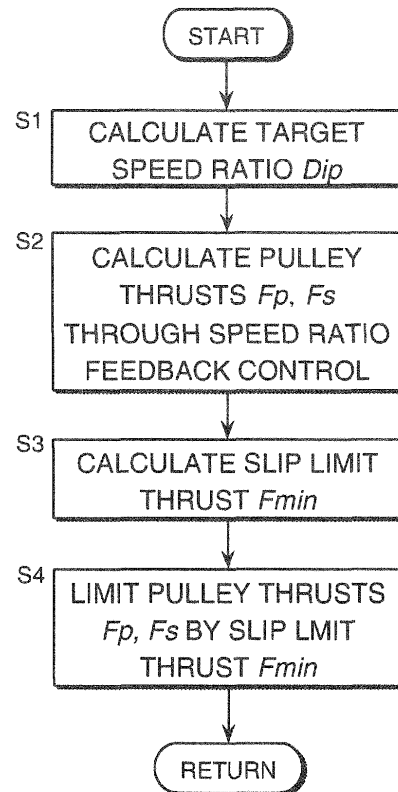 START
S1
CALCULATE TARGET
SPEED RATIO Dip
S2
CALCULATE PULLEY
THRUSTS Fp, Fs
THROUGH SPEED RATIO
FEEDBACK CONTROL
S3
CALCULATE SLIP LIMIT
THRUST Fmin
S4
LIMIT PULLEY THRUSTS
Fp, Fs BY SLIP LMIT
THRUST Fmin
RETURN